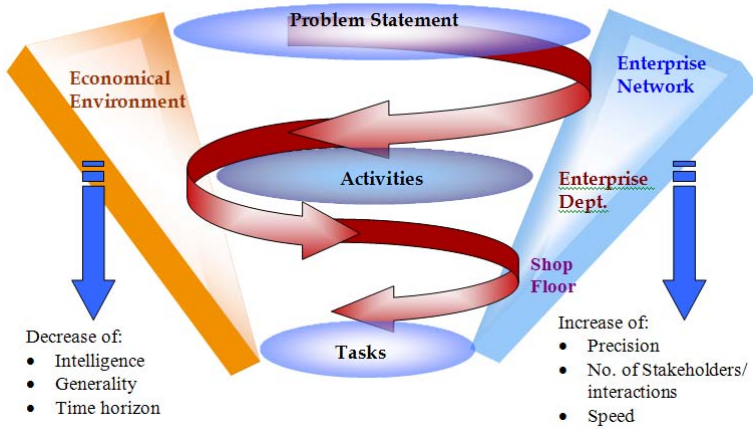 Problem Statement
Economical
Environment
Enterprise
Network
Activities
Enterprise
Dept.
Shop
Floor
Tasks
Decrease of:
• Intelligence
• Generality
• Time horizon
Increase of:
• Precision
• No. of Stakeholders/
interactions
• Speed